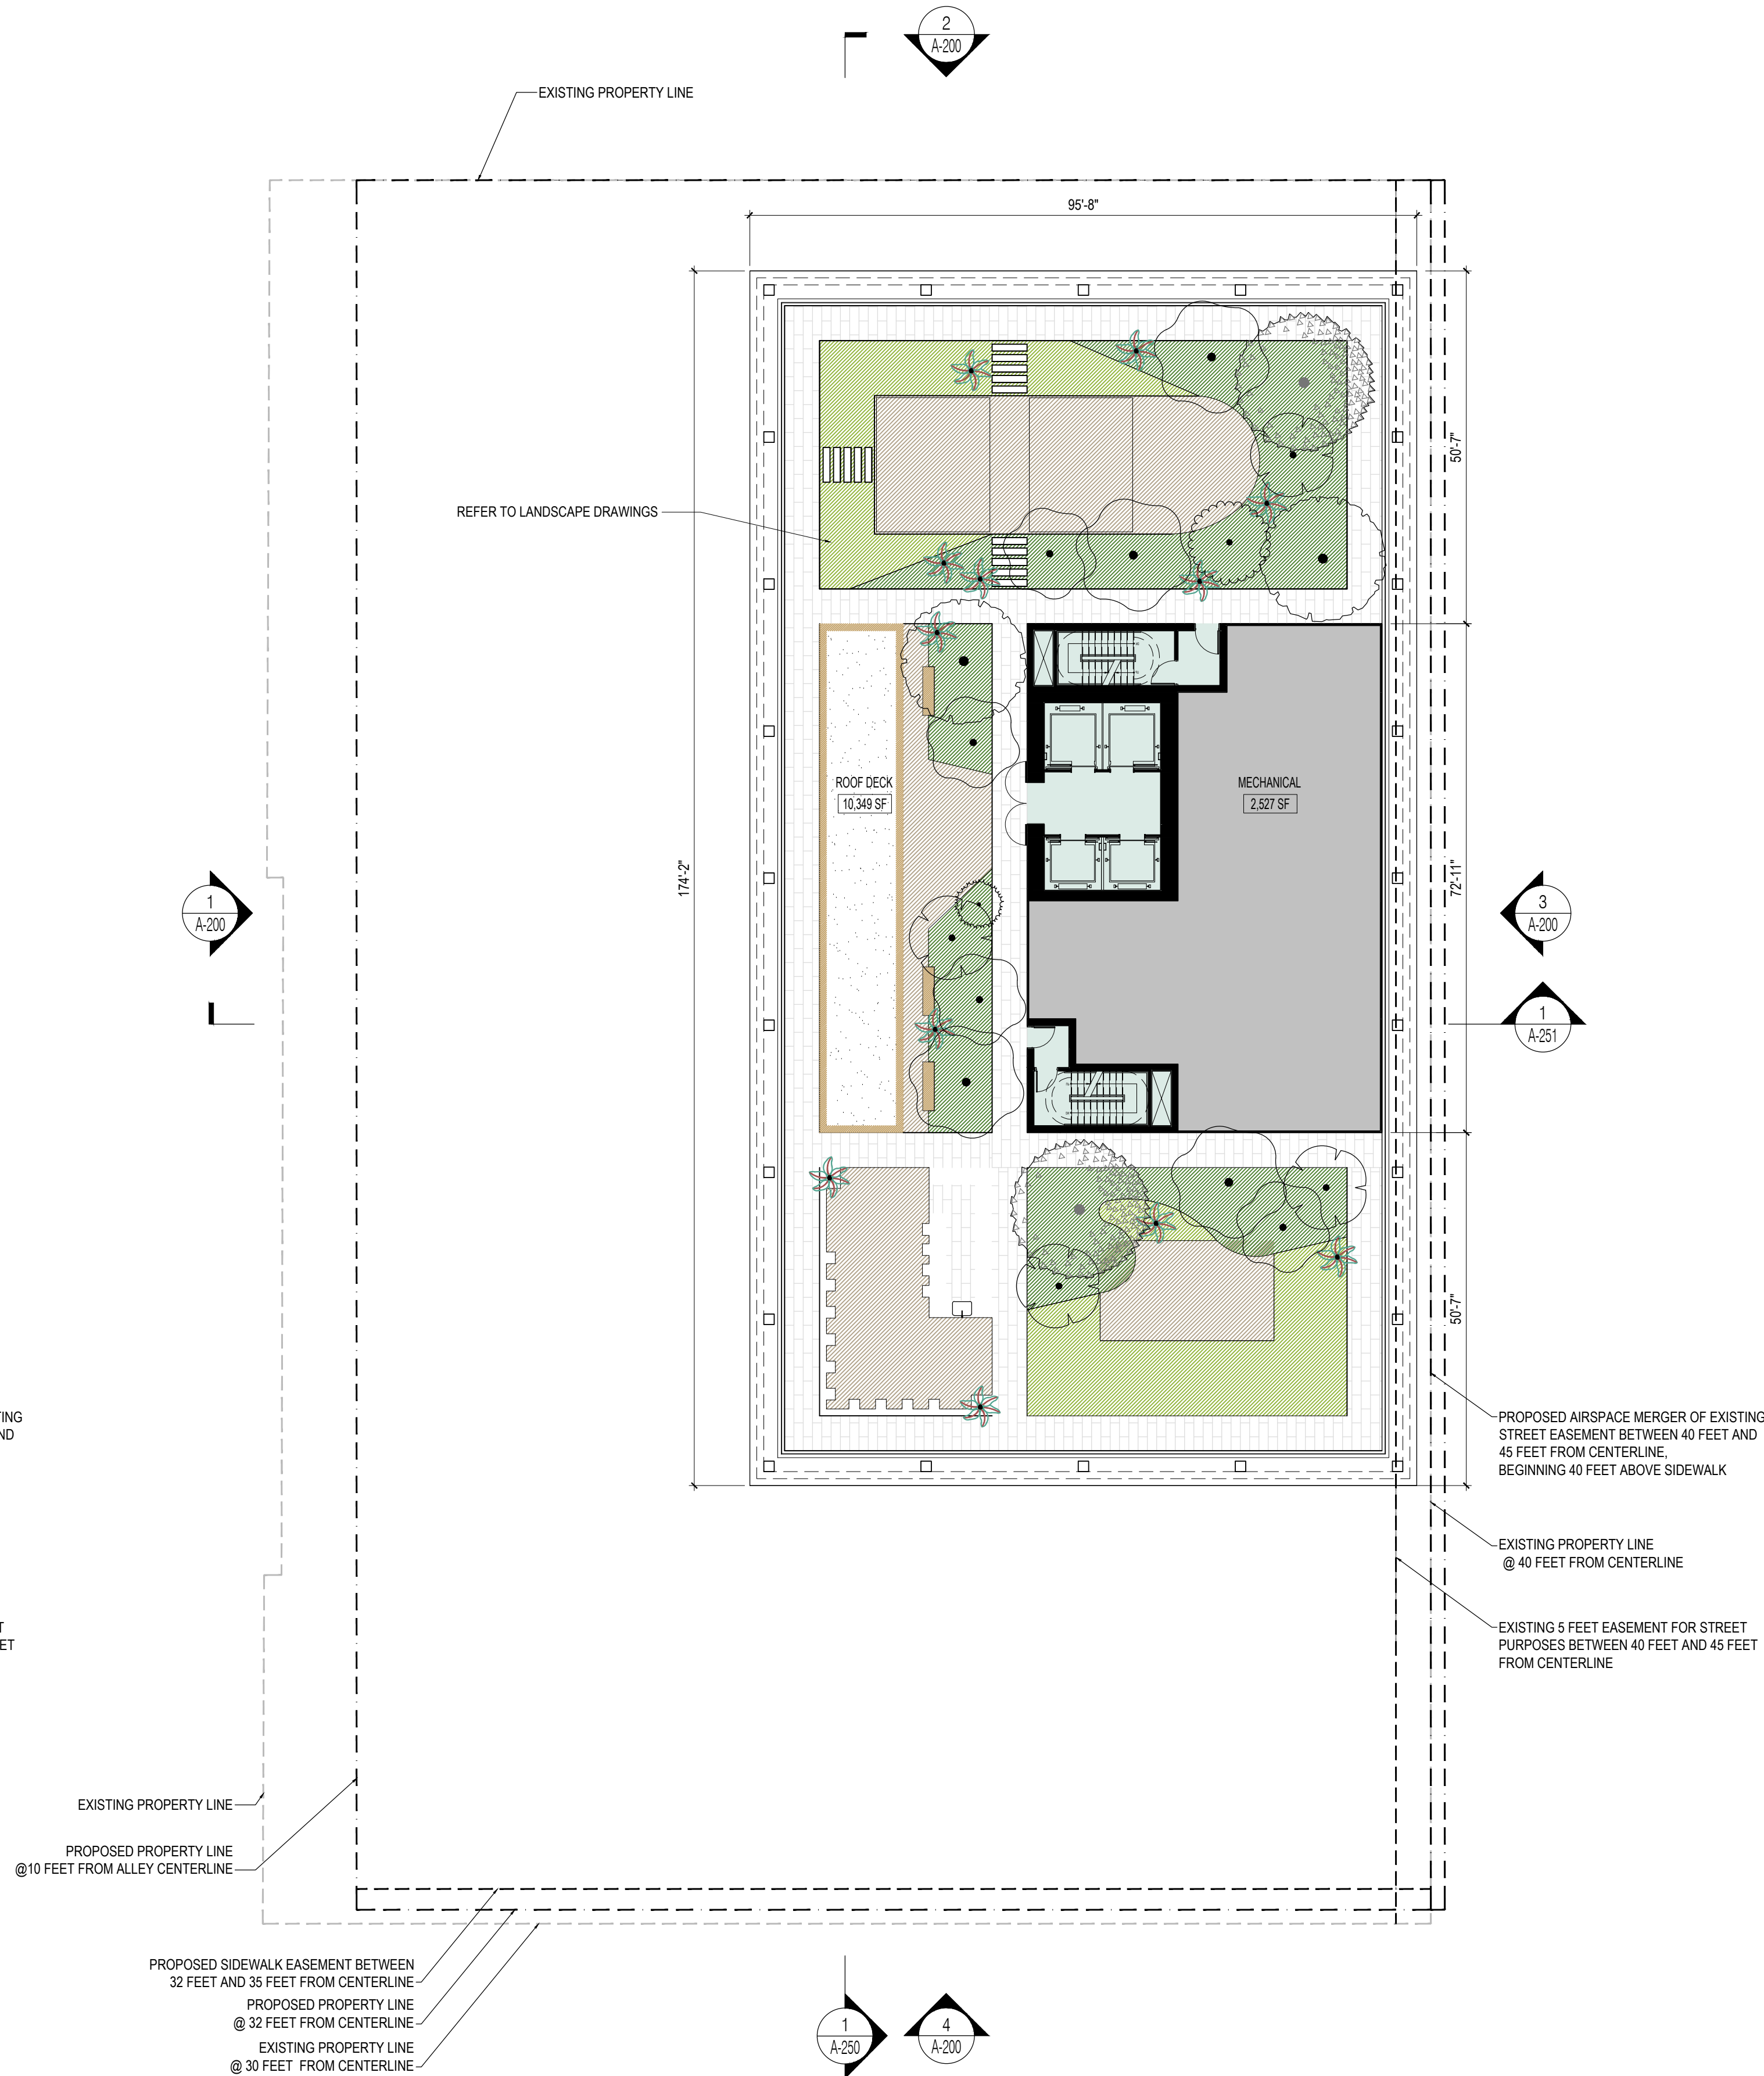 2
A-200
EXISTING PROPERTY LINE
95'-8"
50'-7"
REFER TO LANDSCAPE DRAWINGS
ROOF DECK
10,349 SF
MECHANICAL
2,527 SF
174'-2"
72'-11"
1
A-200
3
A-200
1
A-251
50'-7"
TING
ND
PROPOSED AIRSPACE MERGER OF EXISTING
STREET EASEMENT BETWEEN 40 FEET AND
45 FEET FROM CENTERLINE,
BEGINNING 40 FEET ABOVE SIDEWALK
EXISTING PROPERTY LINE
@ 40 FEET FROM CENTERLINE
T
EET
EXISTING 5 FEET EASEMENT FOR STREET
PURPOSES BETWEEN 40 FEET AND 45 FEET
FROM CENTERLINE
EXISTING PROPERTY LINE
PROPOSED PROPERTY LINE
@10 FEET FROM ALLEY CENTERLINE
PROPOSED SIDEWALK EASEMENT BETWEEN
32 FEET AND 35 FEET FROM CENTERLINE
PROPOSED PROPERTY LINE
@ 32 FEET FROM CENTERLINE
EXISTING PROPERTY LINE
@ 30 FEET FROM CENTERLINE
1
A-250
4
A-200